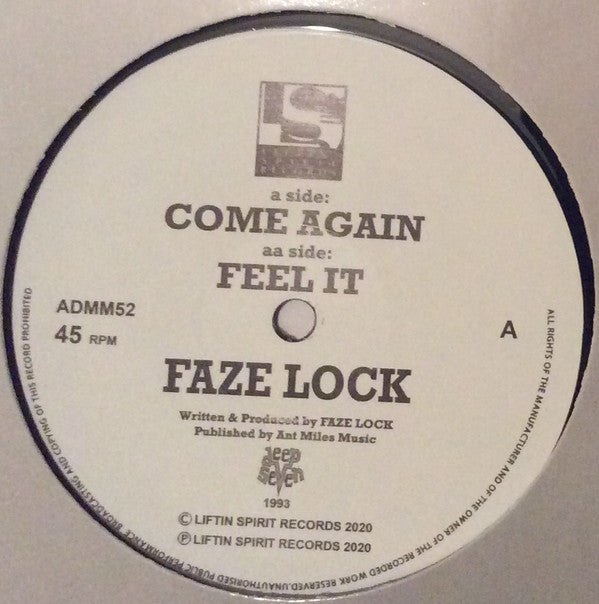 a side:
COME AGAIN
aa side:
FEEL IT
ADMM52
45 RPM
A
FAZE LOCK
Written & Produced by FAZE LOCK
Published by Ant Miles Music
deep
seven
1993
© LIFTIN SPIRIT RECORDS 2020
℗ LIFTIN SPIRIT RECORDS 2020
ALL RIGHTS OF THE MANUFACTURER AND OF THE OWNER OF THE RECORDED WORK RESERVED.UNAUTHORISED PUBLIC PERFORMANCE, BROADCASTING AND COPYING OF THIS RECORD PROHIBITED